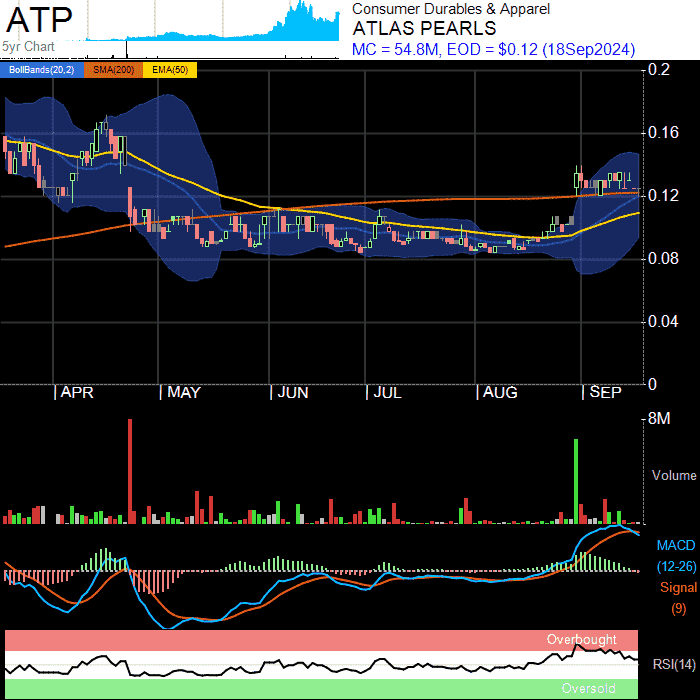 ATP
5yr Chart
Consumer Durables & Apparel
ATLAS PEARLS
MC = 54.8M, EOD = $0.12 (18Sep2024)
BollBands(20,2) SMA(200) EMA(50)
0.2
0.16
0.12
0.08
0.04
0
APR MAY JUN JUL AUG SEP
8M
Volume
MACD
(12-26)
Signal
(9)
Overbought
RSI(14)
Oversold